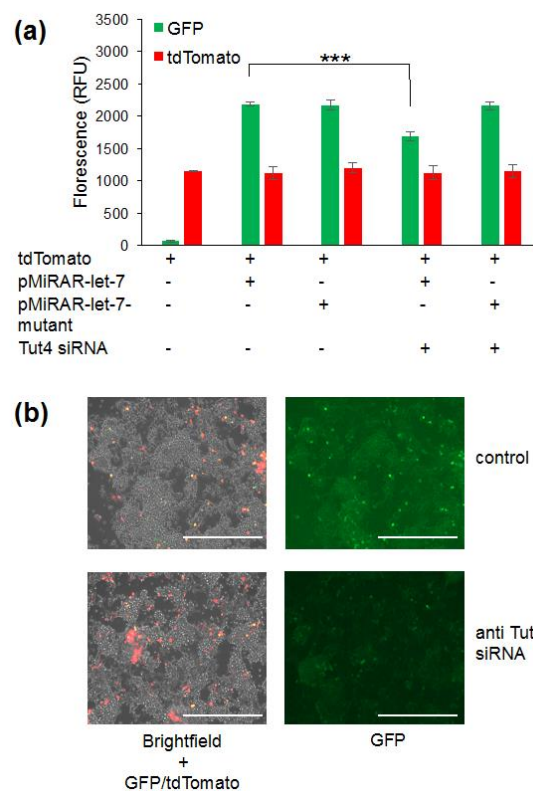 (a)
Florescence (RFU)
3500
3000
2500
2000
1500
1000
500
0
GFP
tdTomato
***
tdTomato + + + + +
pMiRAR-let-7 - + - + -
pMiRAR-let-7-
mutant - - + - +
Tut4 siRNA - - - + +
(b)
control
anti Tut
siRNA
Brightfield
+
GFP/tdTomato
GFP